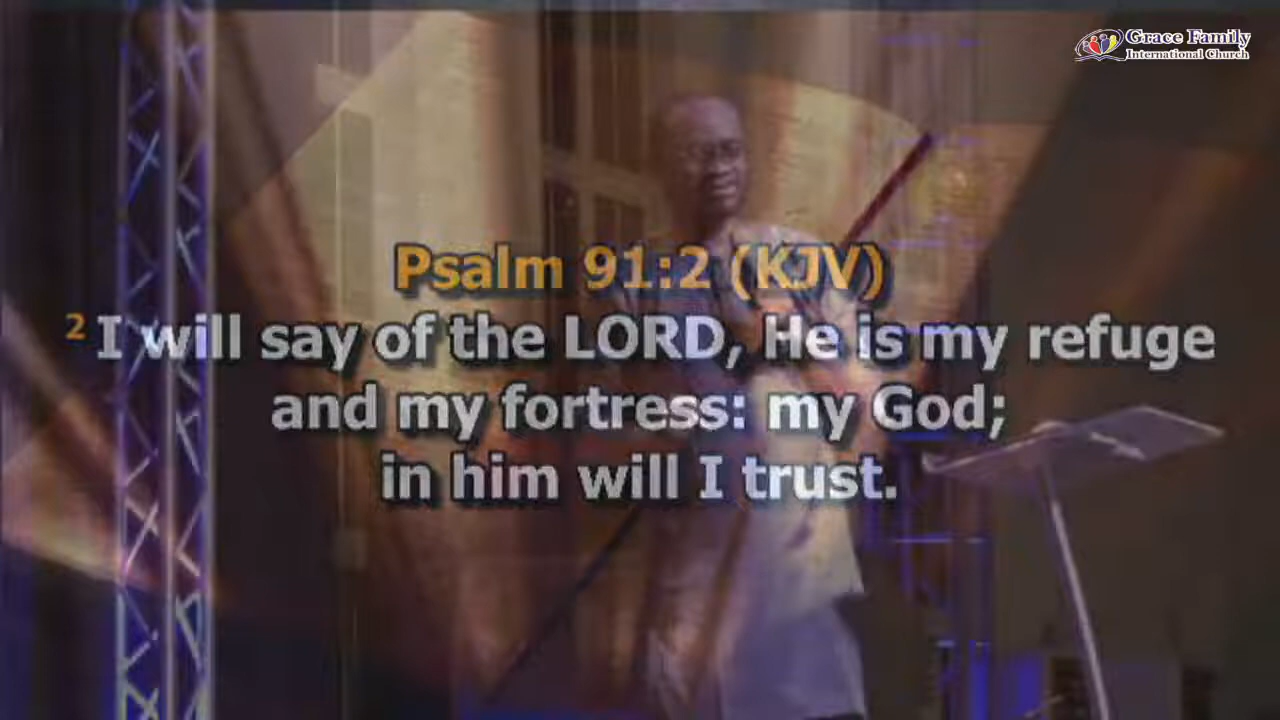 Grace Family
International Church
Psalm 91:2 (KJV)
2 I will say of the LORD, He is my refuge
and my fortress: my God;
in him will I trust.